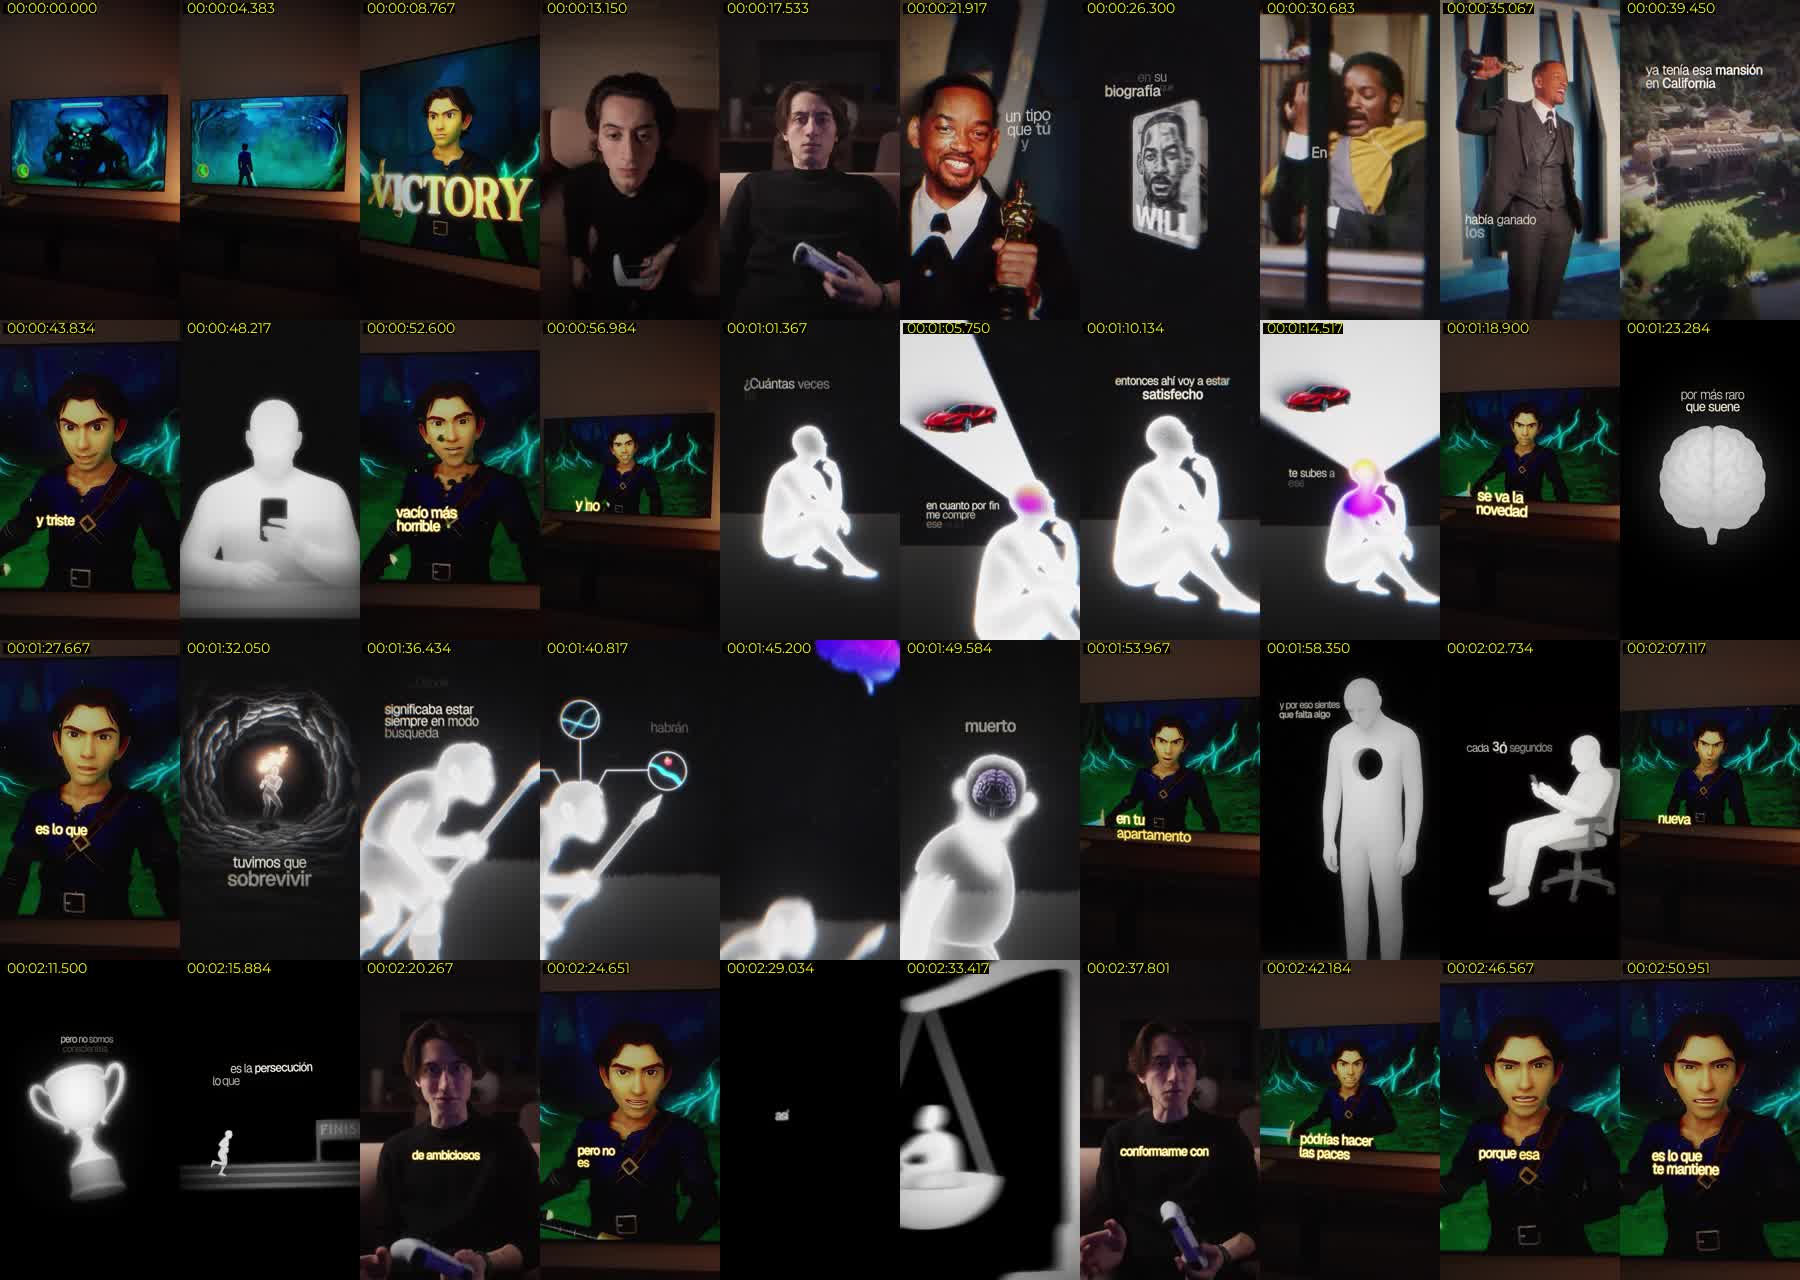 00:00:00.000
00:00:04.383
00:00:08.767
VICTORY
00:00:13.150
00:00:17.533
00:00:21.917
un tipo
que tú
y
00:00:26.300
en su
biografía
que
WILL
00:00:30.683
En
00:00:35.067
había ganado
los
00:00:39.450
ya tenía esa mansión
en California
00:00:43.834
y triste
00:00:48.217
00:00:52.600
vacío más
horrible
00:00:56.984
y no
00:01:01.367
¿Cuántas veces
00:01:05.750
en cuanto por fin
me compré
ese
00:01:10.134
entonces ahí voy a estar
satisfecho
00:01:14.517
te subes a
ese
00:01:18.900
se va la
novedad
00:01:23.284
por más raro
que suene
00:01:27.667
es lo que
00:01:32.050
tuvimos que
sobrevivir
00:01:36.434
significaba estar
siempre en modo
búsqueda
00:01:40.817
habrán
00:01:45.200
00:01:49.584
muerto
00:01:53.967
en tu
apartamento
00:01:58.350
y por eso sientes
que falta algo
00:02:02.734
cada 30 segundos
00:02:07.117
nueva
00:02:11.500
pero no somos
conscientes
00:02:15.884
es la persecución
lo que
FINIS
00:02:20.267
de ambiciosos
00:02:24.651
pero no
es
00:02:29.034
así
00:02:33.417
00:02:37.801
conformarme con
00:02:42.184
podrías hacer
las paces
00:02:46.567
porque esa
00:02:50.951
es lo que
te mantiene